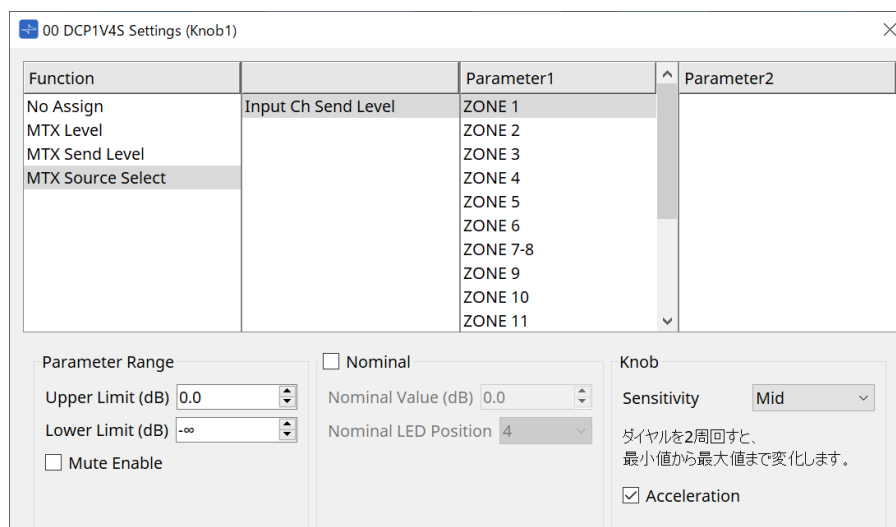 00 DCP1V4S Settings (Knob1)
Function
Parameter1
Parameter2
No Assign
MTX Level
MTX Send Level
MTX Source Select
Input Ch Send Level
ZONE 1
ZONE 2
ZONE 3
ZONE 4
ZONE 5
ZONE 6
ZONE 7-8
ZONE 9
ZONE 10
ZONE 11
Parameter Range
Upper Limit (dB) 0.0
Lower Limit (dB) -∞
Mute Enable
Nominal
Nominal Value (dB) 0.0
Nominal LED Position 4
Knob
Sensitivity Mid
ダイヤルを2周回すと、
最小値から最大値まで変化します。
Acceleration